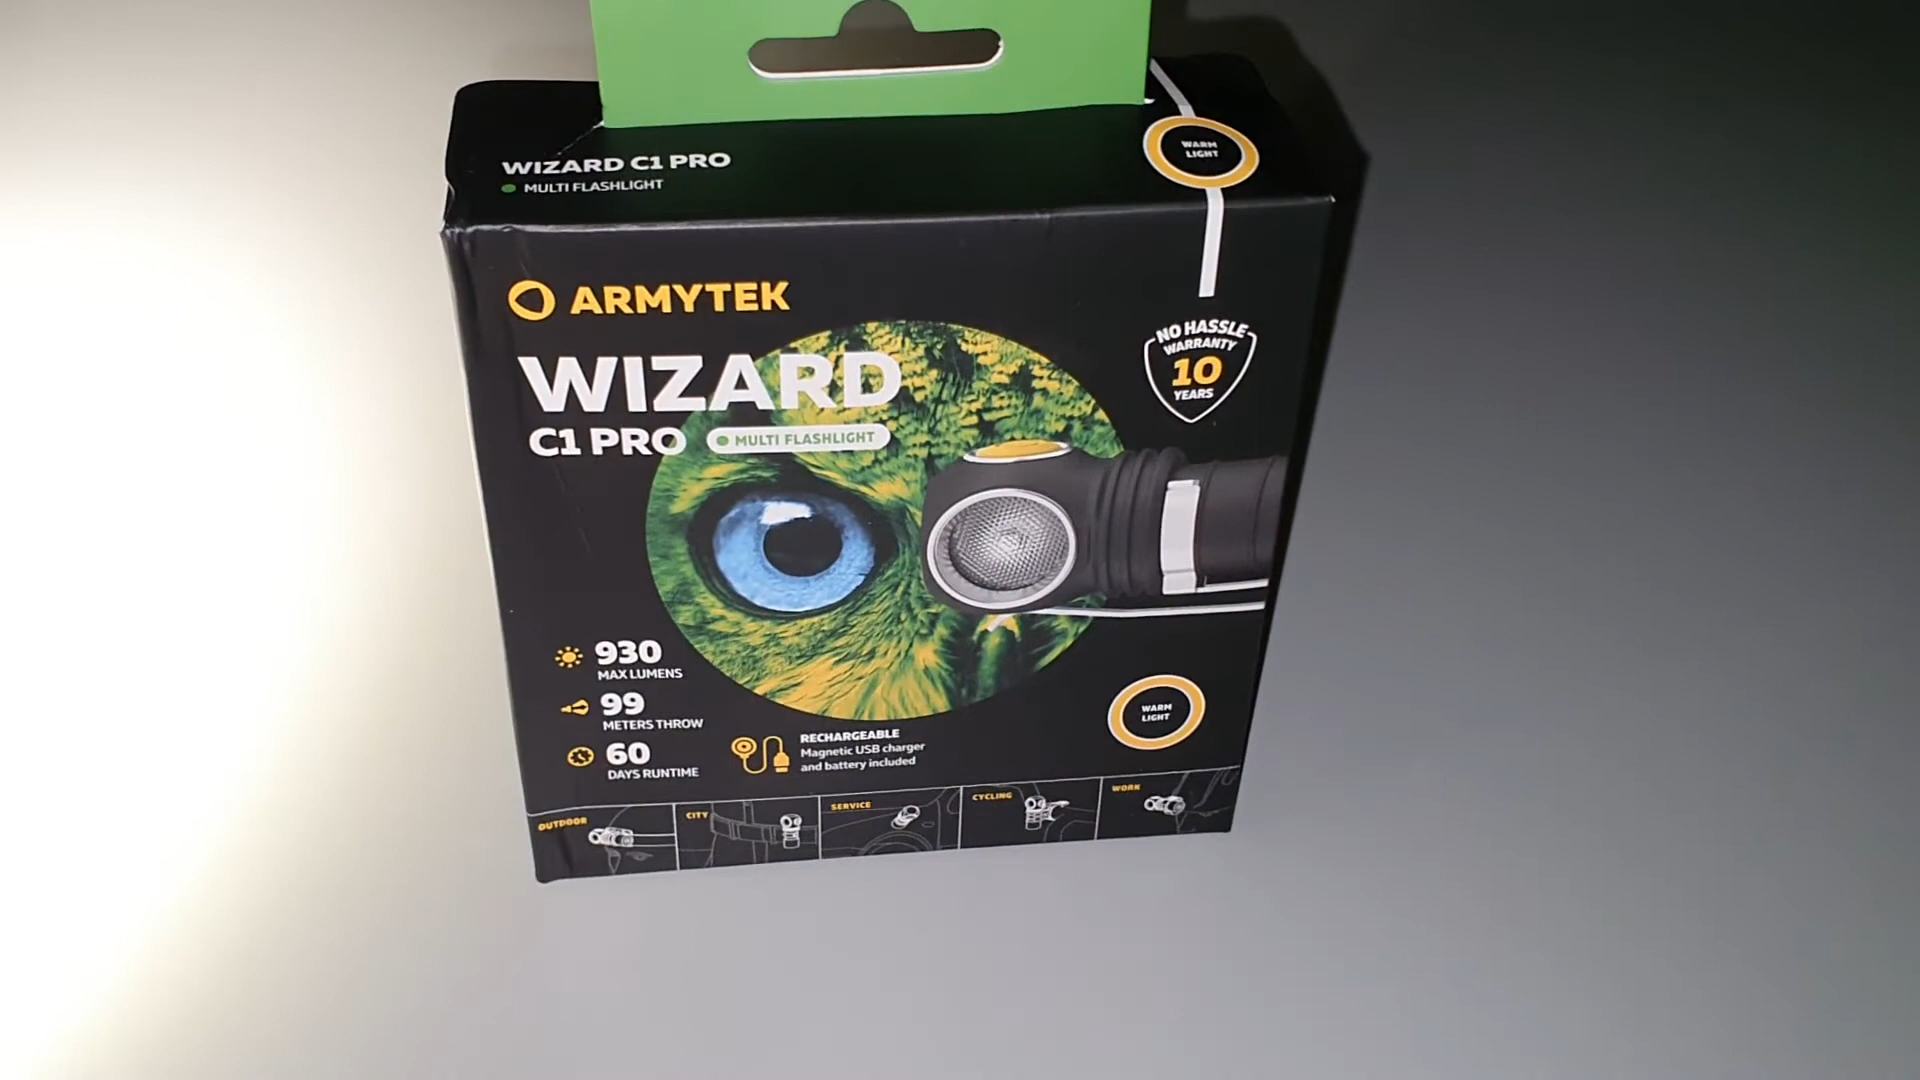 WIZARD C1 PRO
MULTI FLASHLIGHT
WARM
LIGHT
ARMYTEK
WIZARD
C1 PRO
MULTI FLASHLIGHT
NO HASSLE
WARRANTY
10
YEARS
930
MAX LUMENS
99
METERS THROW
60
DAYS RUNTIME
RECHARGEABLE
Magnetic USB charger
and battery included
WARM
LIGHT
OUTDOOR
CITY
SERVICE
CYCLING
WORK